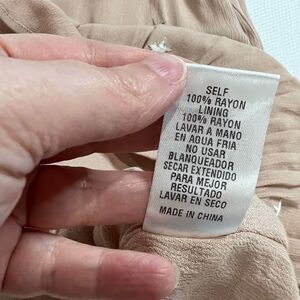 SELF
100% RAYON
LINING
100% RAYON
LAVAR A MANO
EN AGUA FRIA
NO USAR
BLANQUEADOR
SECAR EXTENDIDO
PARA MEJOR
RESULTADO
LAVAR EN SECO
MADE IN CHINA